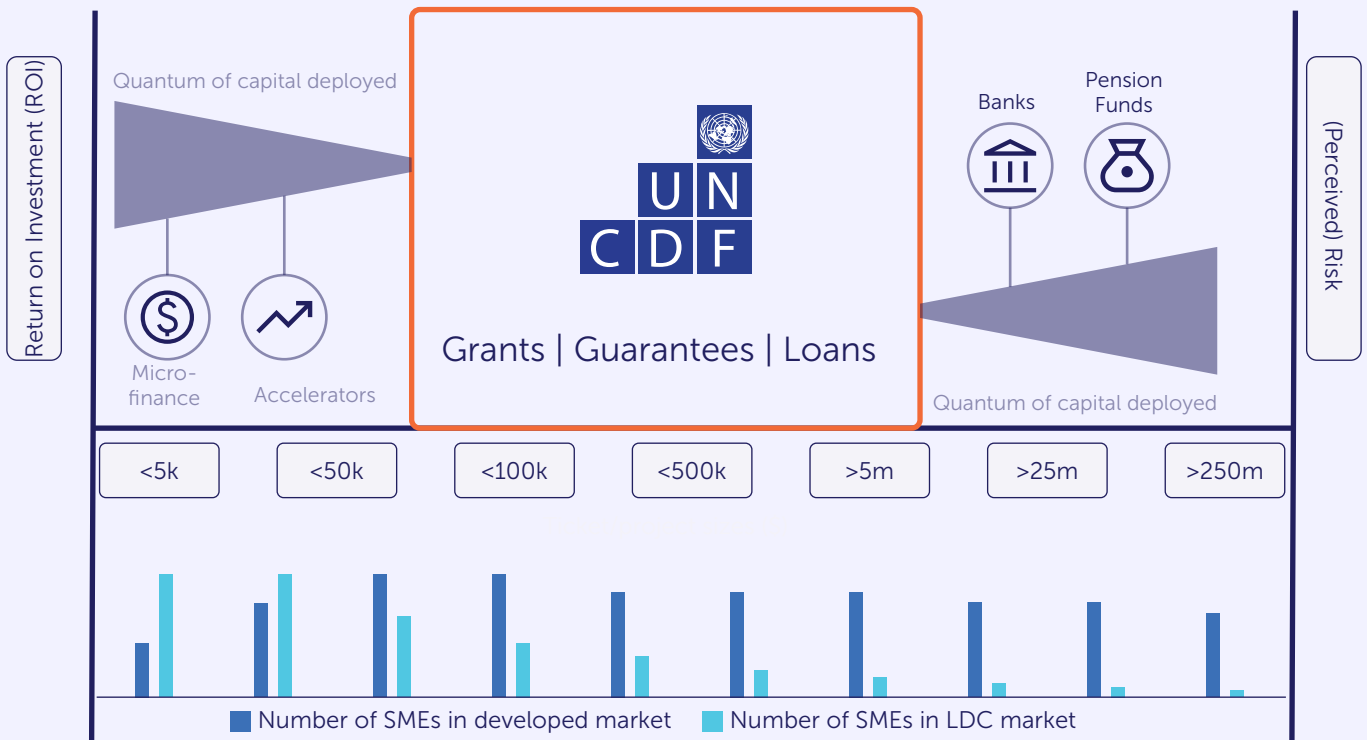 Return on Investment (ROI)
Quantum of capital deployed
Micro-
finance
Accelerators
U N
C D F
Grants | Guarantees | Loans
Banks
Pension
Funds
Quantum of capital deployed
(Perceived) Risk
<5k
<50k
<100k
<500k
>5m
>25m
>250m
Number of SMEs in developed market
Number of SMEs in LDC market